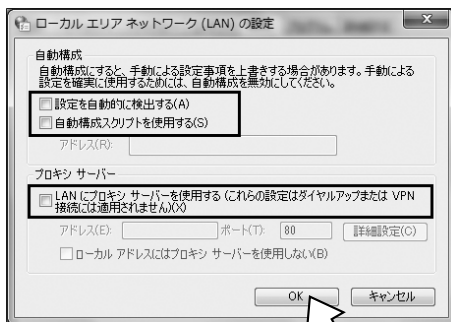 ローカル エリア ネットワーク (LAN) の設定
自動構成
自動構成にすると、手動による設定事項を上書きする場合があります。手動による
設定を確実に使用するためには、自動構成を無効にしてください。
設定を自動的に検出する(A)
自動構成スクリプトを使用する(S)
アドレス(R):
プロキシ サーバー
LAN にプロキシ サーバーを使用する (これらの設定はダイヤルアップまたは VPN
接続には適用されません)(X)
アドレス(E): ポート(T): 80 詳細設定(C)
ローカル アドレスにはプロキシ サーバーを使用しない(B)
OK キャンセル